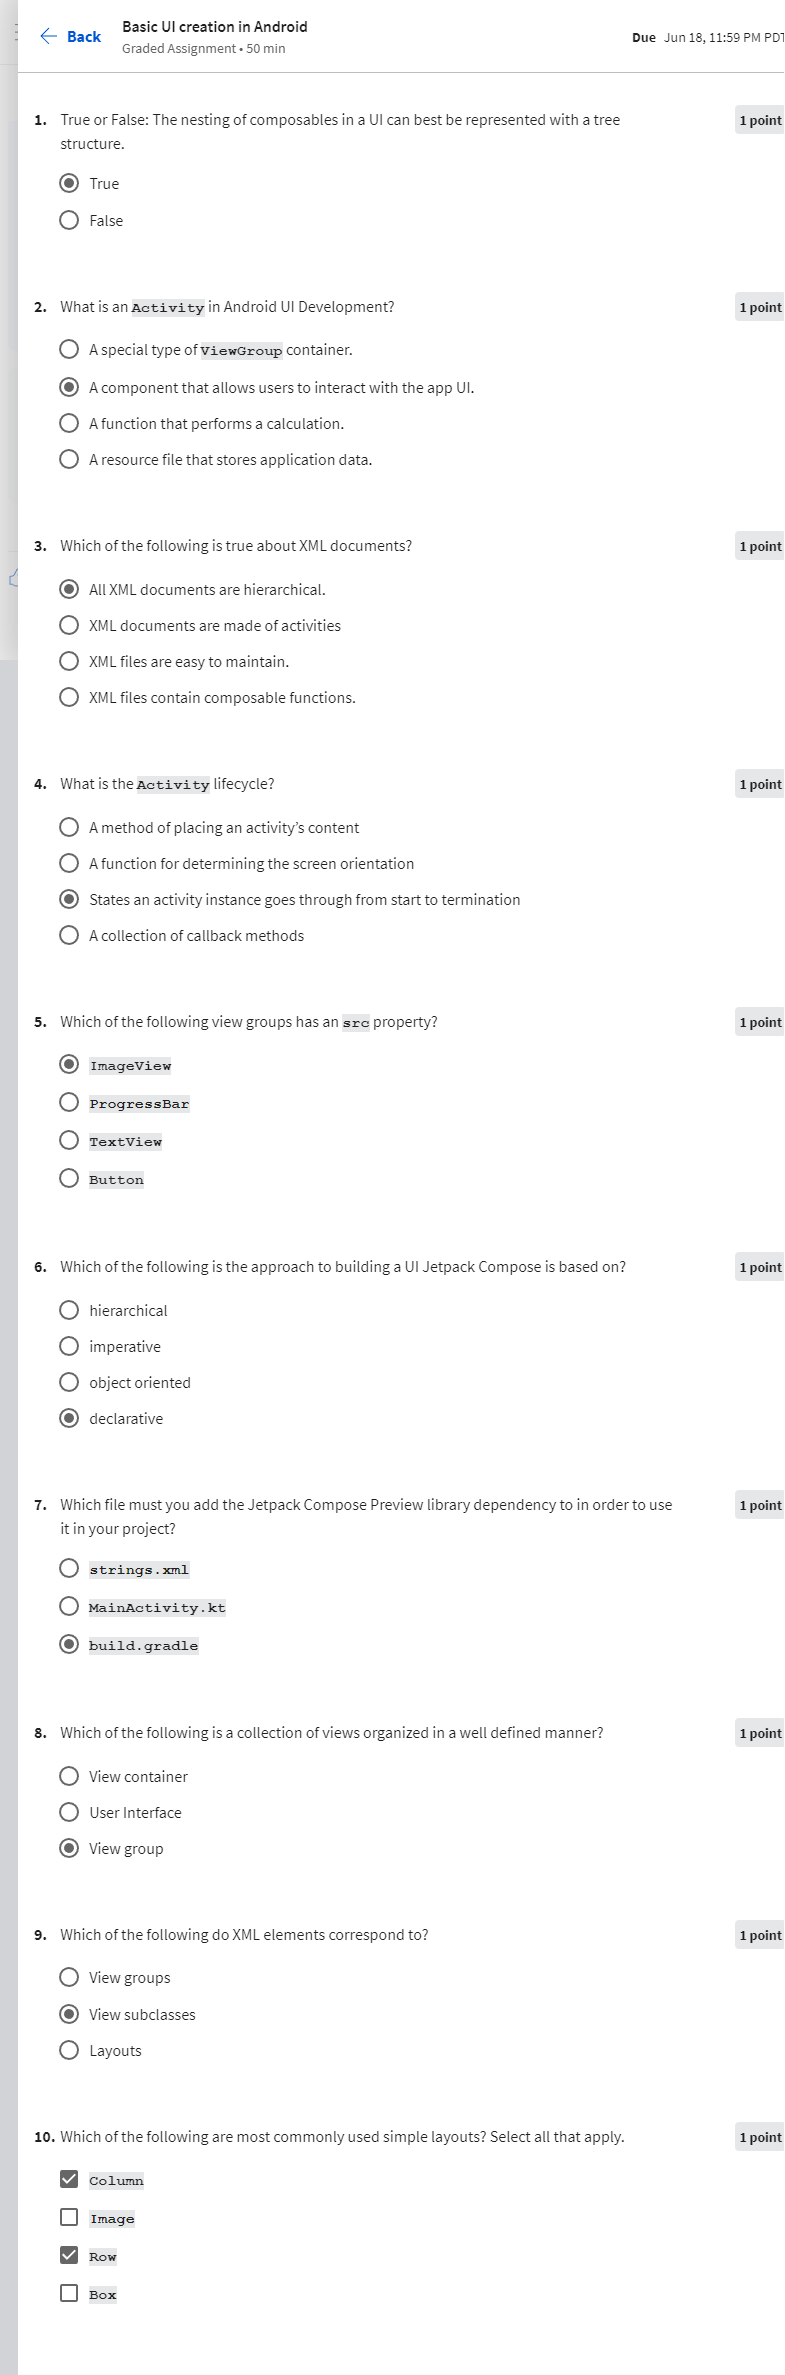 Back
Basic UI creation in Android
Graded Assignment • 50 min
Due Jun 18, 11:59 PM PDT
1. True or False: The nesting of composables in a UI can best be represented with a tree
structure.
1 point
True
False
2. What is an Activity in Android UI Development?
1 point
A special type of ViewGroup container.
A component that allows users to interact with the app UI.
A function that performs a calculation.
A resource file that stores application data.
3. Which of the following is true about XML documents?
1 point
All XML documents are hierarchical.
XML documents are made of activities
XML files are easy to maintain.
XML files contain composable functions.
4. What is the Activity lifecycle?
1 point
A method of placing an activity’s content
A function for determining the screen orientation
States an activity instance goes through from start to termination
A collection of callback methods
5. Which of the following view groups has an src property?
1 point
ImageView
ProgressBar
TextView
Button
6. Which of the following is the approach to building a UI Jetpack Compose is based on?
1 point
hierarchical
imperative
object oriented
declarative
7. Which file must you add the Jetpack Compose Preview library dependency to in order to use
it in your project?
1 point
strings.xml
MainActivity.kt
build.gradle
8. Which of the following is a collection of views organized in a well defined manner?
1 point
View container
User Interface
View group
9. Which of the following do XML elements correspond to?
1 point
View groups
View subclasses
Layouts
10. Which of the following are most commonly used simple layouts? Select all that apply.
1 point
Column
Image
Row
Box